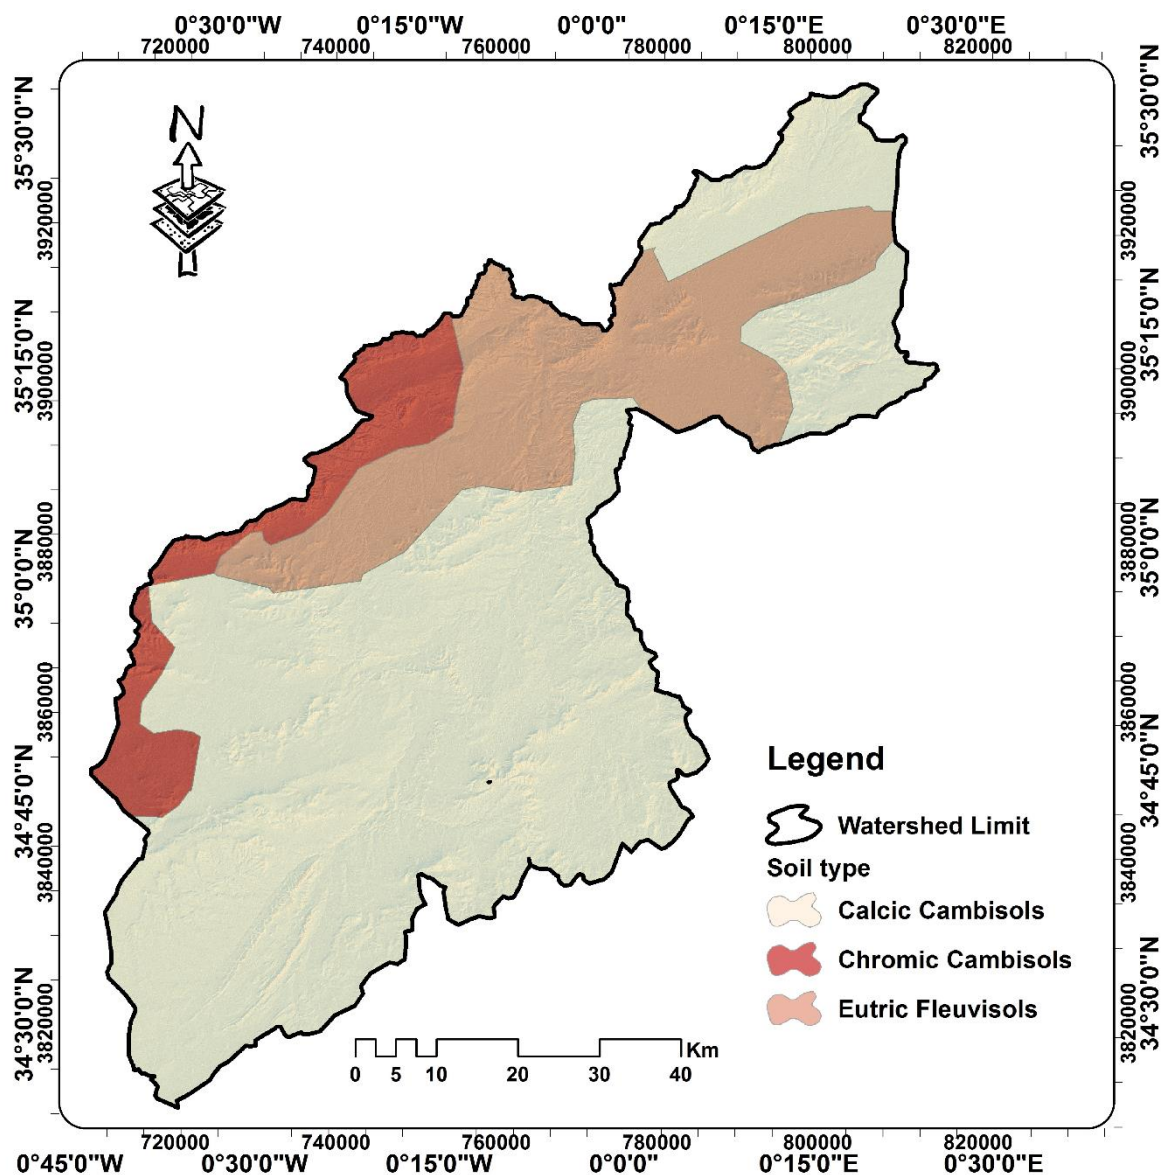 0°30'0"W 0°15'0"W 0°0'0" 0°15'0"E 0°30'0"E
720000 740000 760000 780000 800000 820000
N
35°30'0"N
3920000
35°15'0"N
3900000
3880000
35°0'0"N
3860000
34°45'0"N
3840000
34°30'0"N
3820000
35°30'0"N
3920000
35°15'0"N
3900000
3880000
35°0'0"N
3860000
34°45'0"N
3840000
34°30'0"N
3820000
Legend
Watershed Limit
Soil type
Calcic Cambisols
Chromic Cambisols
Eutric Fleuvisols
Km
0 5 10 20 30 40
720000 740000 760000 780000 800000 820000
0°45'0"W 0°30'0"W 0°15'0"W 0°0'0" 0°15'0"E 0°30'0"E